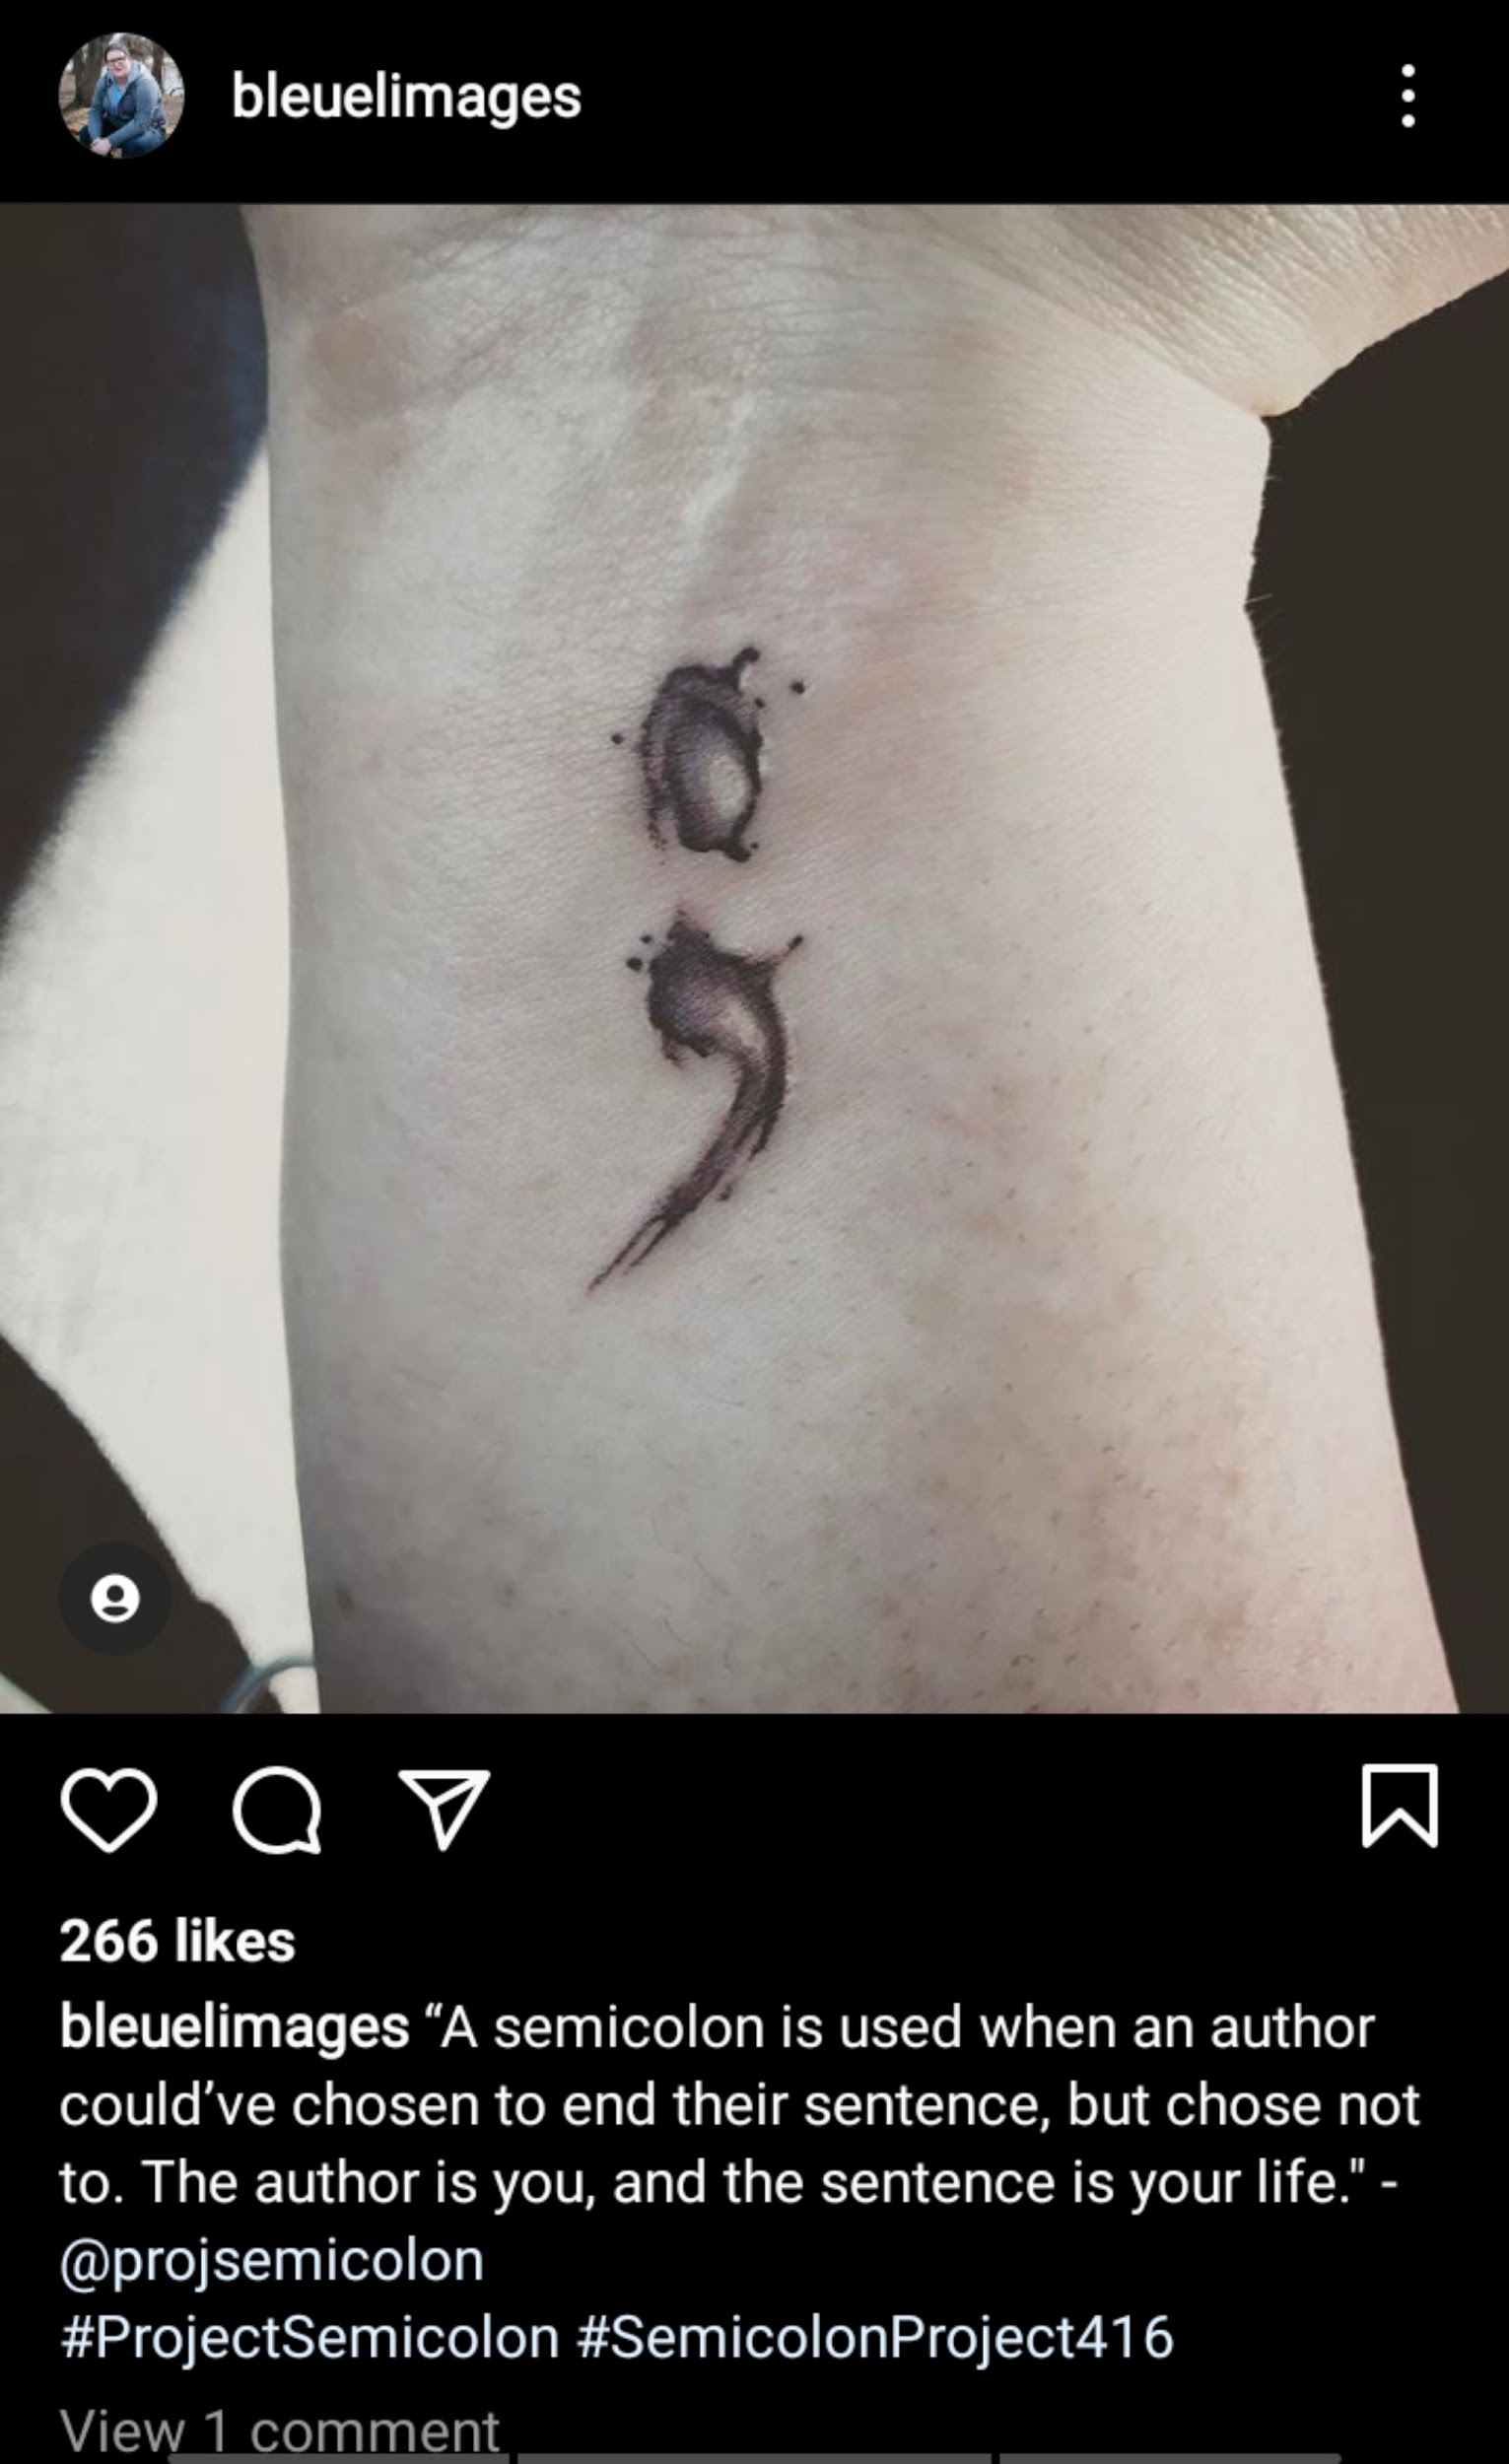 bleuelimages
266 likes
bleuelimages “A semicolon is used when an author
could’ve chosen to end their sentence, but chose not
to. The author is you, and the sentence is your life." -
@projsemicolon
#ProjectSemicolon #SemicolonProject416
View 1 comment